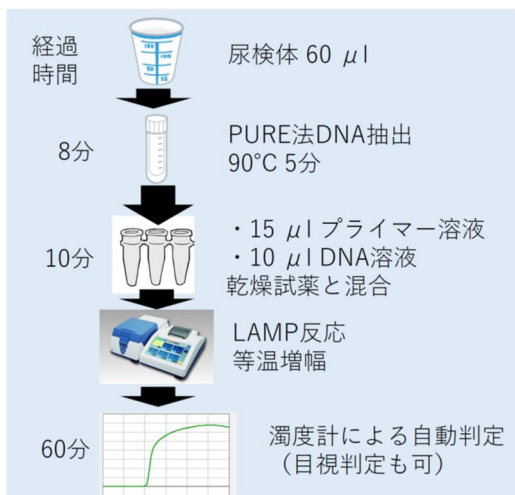 経過
時間
尿検体 60 μl
8分
PURE法DNA抽出
90°C 5分
10分
・15 μl プライマー溶液
・10 μl DNA溶液
乾燥試薬と混合
LAMP反応
等温増幅
60分
濁度計による自動判定
（目視判定も可）